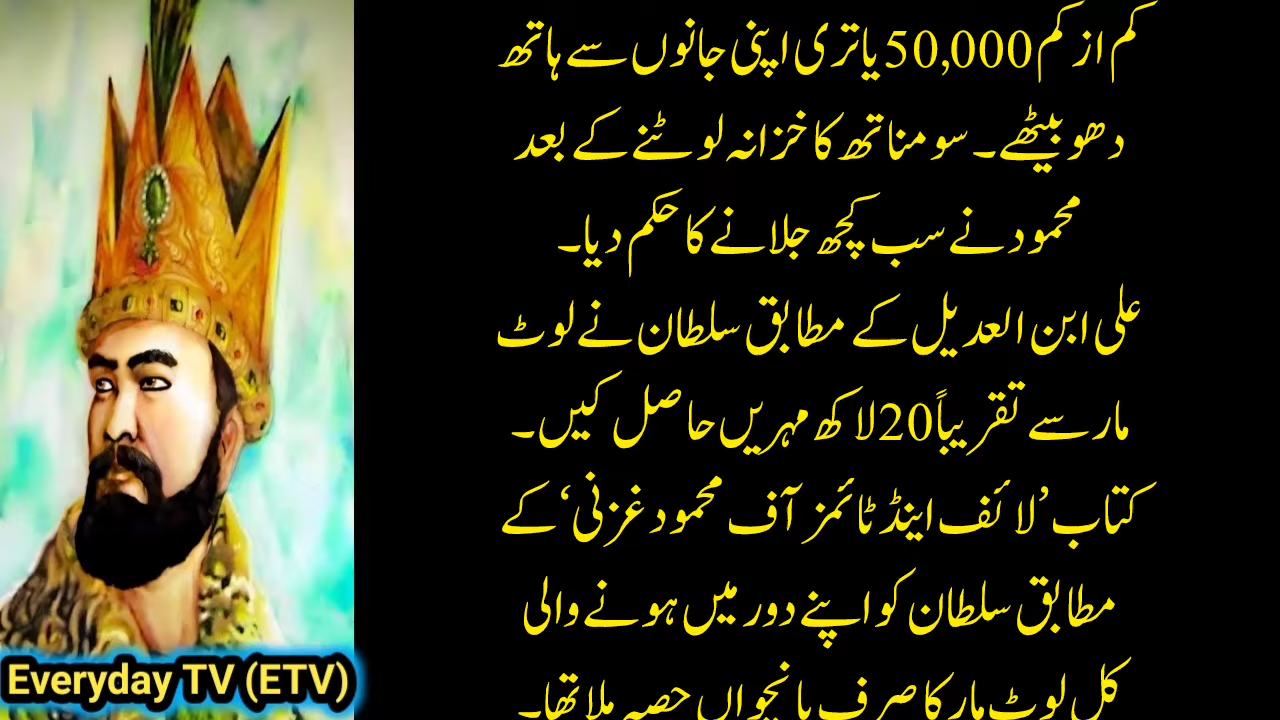 کم از کم 50,000 یاتری اپنی جانوں سے ہاتھ
دھو بیٹھے۔ سومناتھ کا خزانہ لوٹنے کے بعد
محمود نے سب کچھ جلانے کا حکم دیا۔
علی ابن العدیل کے مطابق سلطان نے لوٹ
مار سے تقریباً 20 لاکھ مہریں حاصل کیں۔
کتاب ’لائف اینڈ ٹائمز آف محمود غزنی‘ کے
مطابق سلطان کو اپنے دور میں ہونے والی
کل لوٹ مار کا صرف پانچواں حصہ ملا تھا۔
Everyday TV (ETV)